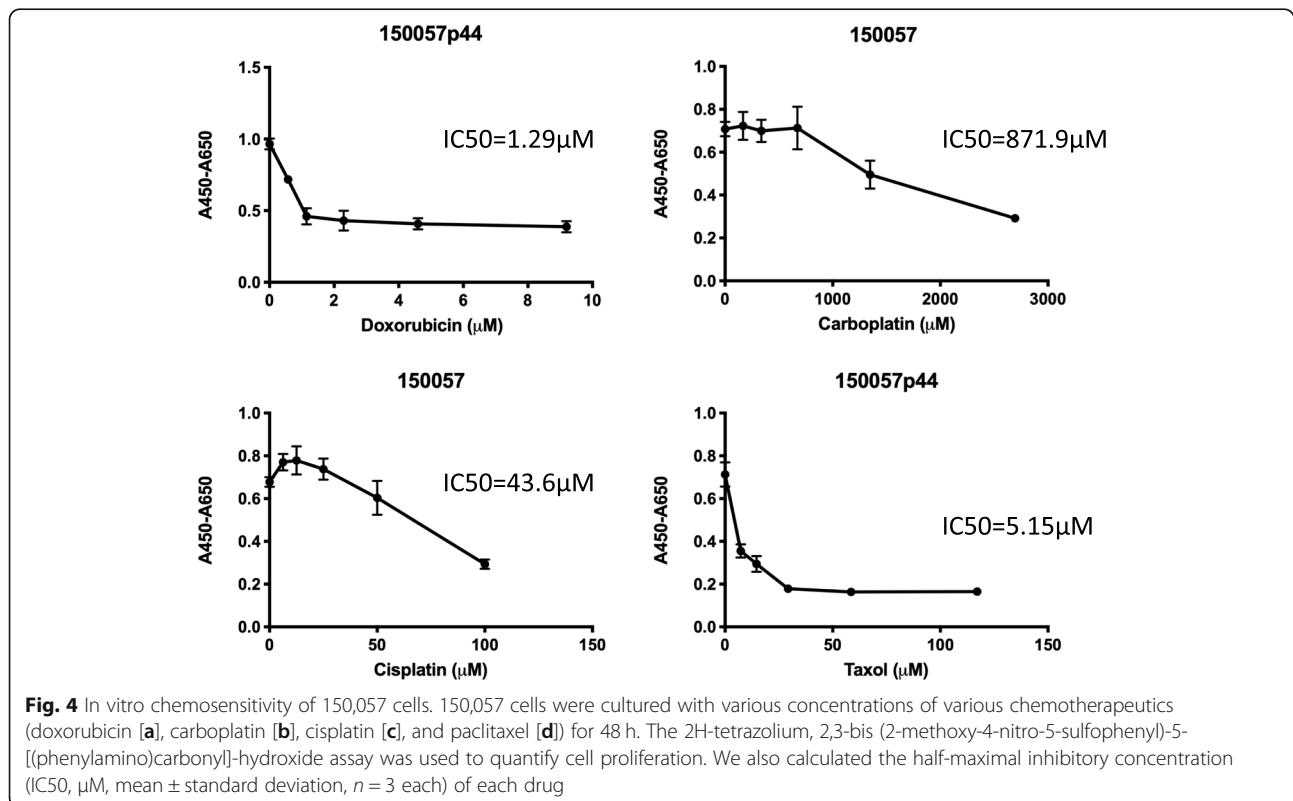 150057p44
1.5
1.0
0.5
0.0
A450-A650
IC50=1.29µM
0 2 4 6 8 10
Doxorubicin (µM)
150057
1.0
0.8
0.6
0.4
0.2
0.0
A450-A650
IC50=871.9µM
0 1000 2000 3000
Carboplatin (µM)
150057
1.0
0.8
0.6
0.4
0.2
0.0
A450-A650
IC50=43.6µM
0 50 100 150
Cisplatin (µM)
150057p44
1.0
0.8
0.6
0.4
0.2
0.0
A450-A650
IC50=5.15µM
0 50 100 150
Taxol (µM)
Fig. 4 In vitro chemosensitivity of 150,057 cells. 150,057 cells were cultured with various concentrations of various chemotherapeutics
(doxorubicin [a], carboplatin [b], cisplatin [c], and paclitaxel [d]) for 48 h. The 2H-tetrazolium, 2,3-bis (2-methoxy-4-nitro-5-sulfophenyl)-5-
[(phenylamino)carbonyl]-hydroxide assay was used to quantify cell proliferation. We also calculated the half-maximal inhibitory concentration
(IC50, µM, mean ± standard deviation, n = 3 each) of each drug